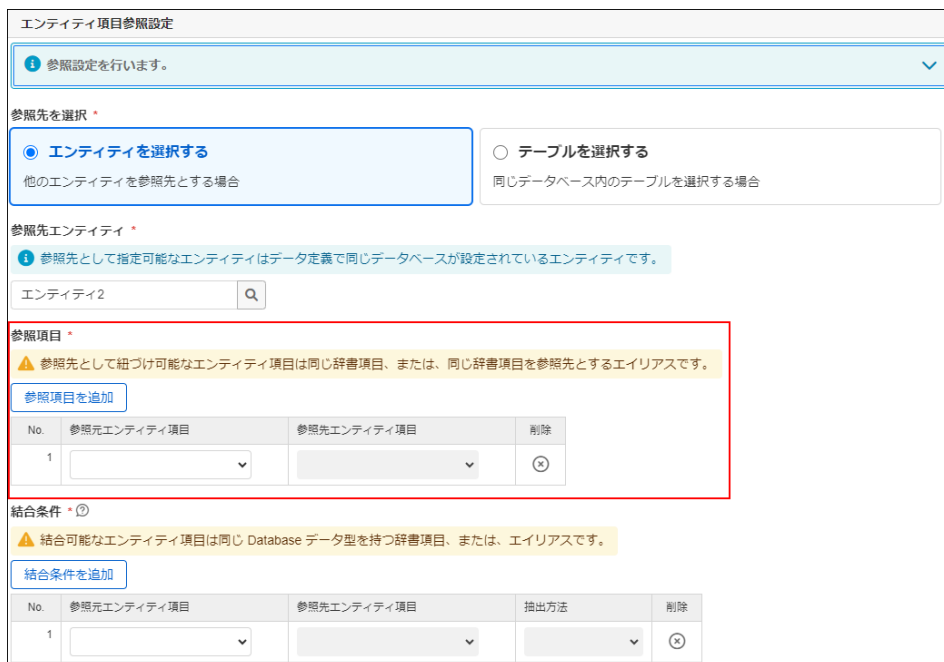 エンティティ項目参照設定
参照設定を行います。
参照先を選択 *
エンティティを選択する
他のエンティティを参照先とする場合
テーブルを選択する
同じデータベース内のテーブルを選択する場合
参照先エンティティ *
参照先として指定可能なエンティティはデータ定義で同じデータベースが設定されているエンティティです。
エンティティ2
参照項目 *
参照先として紐づけ可能なエンティティ項目は同じ辞書項目、または、同じ辞書項目を参照先とするエイリアスです。
参照項目を追加
No. 参照元エンティティ項目 参照先エンティティ項目 削除
1
結合条件 *
結合可能なエンティティ項目は同じ Database データ型を持つ辞書項目、または、エイリアスです。
結合条件を追加
No. 参照元エンティティ項目 参照先エンティティ項目 抽出方法 削除
1